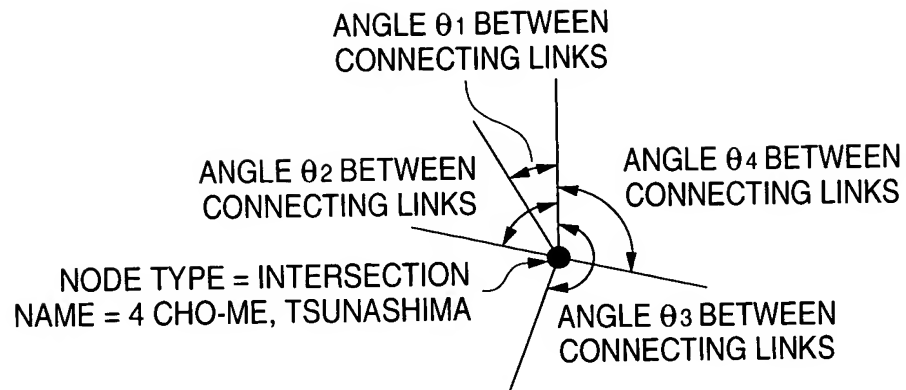 ANGLE θ1 BETWEEN
CONNECTING LINKS
ANGLE θ2 BETWEEN
CONNECTING LINKS
ANGLE θ4 BETWEEN
CONNECTING LINKS
NODE TYPE = INTERSECTION
NAME = 4 CHO-ME, TSUNASHIMA
ANGLE θ3 BETWEEN
CONNECTING LINKS